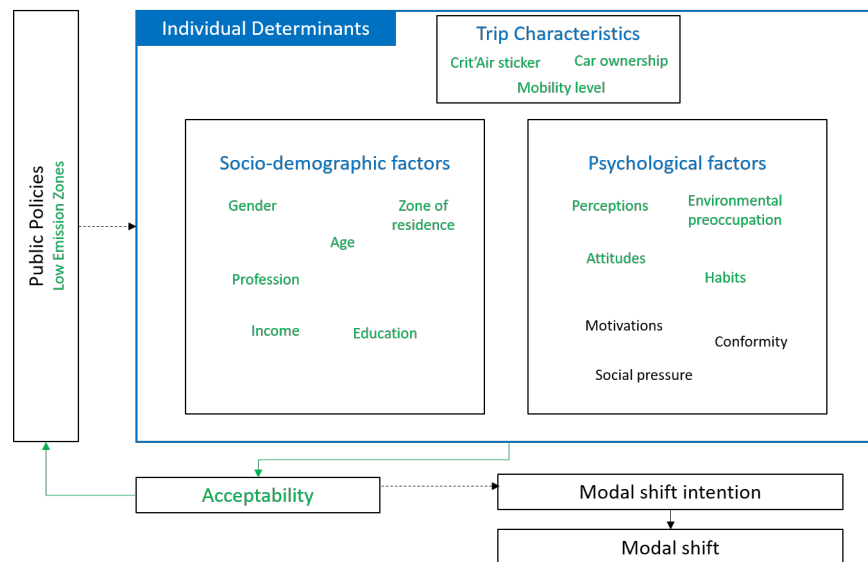 Individual Determinants
Trip Characteristics
Crit'Air sticker
Car ownership
Mobility level
Public Policies
Low Emission Zones
Socio-demographic factors
Gender
Zone of
residence
Age
Profession
Income
Education
Psychological factors
Perceptions
Environmental
preoccupation
Attitudes
Habits
Motivations
Conformity
Social pressure
Acceptability
Modal shift intention
Modal shift